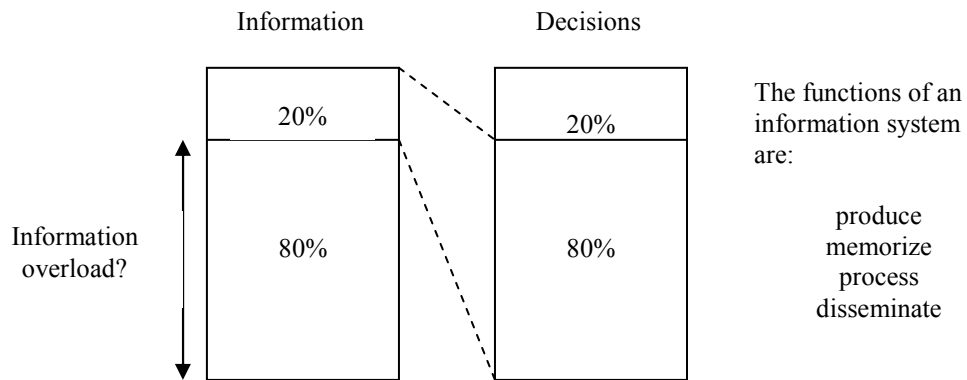 Information
Decisions
20%
20%
80%
80%
Information
overload?
The functions of an
information system
are:
produce
memorize
process
disseminate